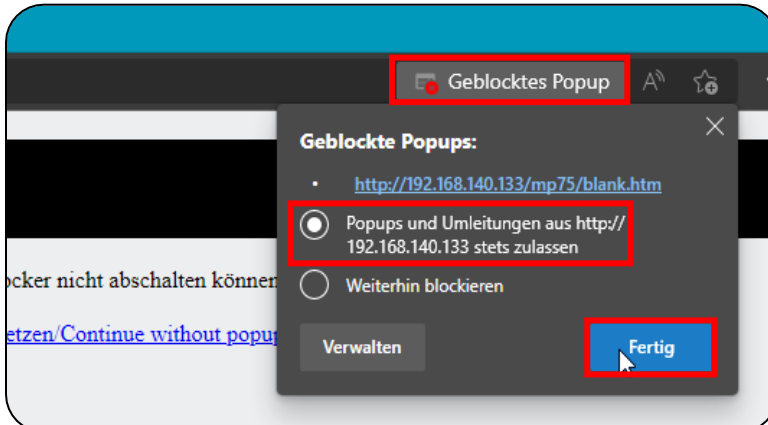 Geblocktes Popup
A
Geblockte Popups:
http://192.168.140.133/mp75/blank.htm
Popups und Umleitungen aus http://
192.168.140.133 stets zulassen
nicht abschalten können
Weiterhin blockieren
etzen/Continue without popup
Verwalten
Fertig